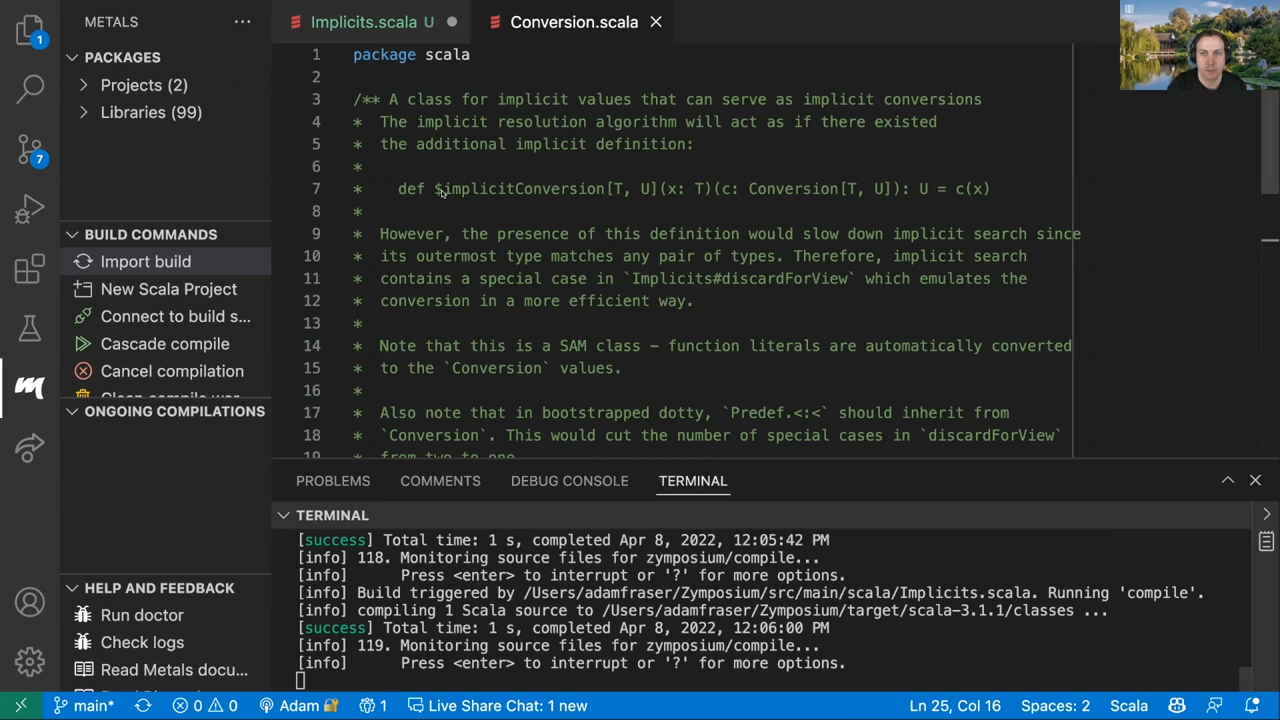 METALS
PACKAGES
Projects (2)
Libraries (99)
BUILD COMMANDS
Import build
New Scala Project
Connect to build s...
Cascade compile
Cancel compilation
ONGOING COMPILATIONS
HELP AND FEEDBACK
Run doctor
Check logs
Read Metals docu...
1
7
Implicits.scala U
Conversion.scala
1 package scala
2
3 /** A class for implicit values that can serve as implicit conversions
4 * The implicit resolution algorithm will act as if there existed
5 * the additional implicit definition:
6 *
7 * def $implicitConversion[T, U](x: T)(c: Conversion[T, U]): U = c(x)
8 *
9 * However, the presence of this definition would slow down implicit search since
10 * its outermost type matches any pair of types. Therefore, implicit search
11 * contains a special case in `Implicits#discardForView` which emulates the
12 * conversion in a more efficient way.
13 *
14 * Note that this is a SAM class – function literals are automatically converted
15 * to the `Conversion` values.
16 *
17 * Also note that in bootstrapped dotty, `Predef.<:<` should inherit from
18 * `Conversion`. This would cut the number of special cases in `discardForView`
19 * from two to one
PROBLEMS COMMENTS DEBUG CONSOLE TERMINAL
TERMINAL
[success] Total time: 1 s, completed Apr 8, 2022, 12:05:42 PM
[info] 118. Monitoring source files for zymposium/compile...
[info] Press <enter> to interrupt or '?' for more options.
[info] Build triggered by /Users/adamfraser/Zymposium/src/main/scala/Implicits.scala. Running 'compile'.
[info] compiling 1 Scala source to /Users/adamfraser/Zymposium/target/scala-3.1.1/classes ...
[success] Total time: 1 s, completed Apr 8, 2022, 12:06:00 PM
[info] 119. Monitoring source files for zymposium/compile...
[info] Press <enter> to interrupt or '?' for more options.
main* 0 0 Adam 1 Live Share Chat: 1 new Ln 25, Col 16 Spaces: 2 Scala